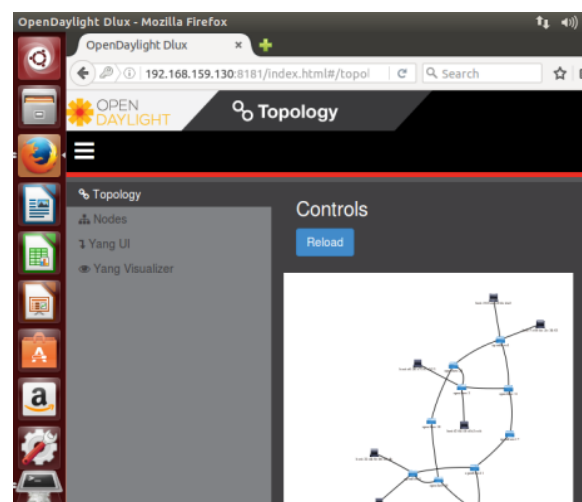 OpenDaylight Dlux - Mozilla Firefox
OpenDaylight Dlux
192.168.159.130:8181/index.html#/topol
Search
OPEN
DAYLIGHT
Topology
Topology
Nodes
Yang UI
Yang Visualizer
Controls
Reload